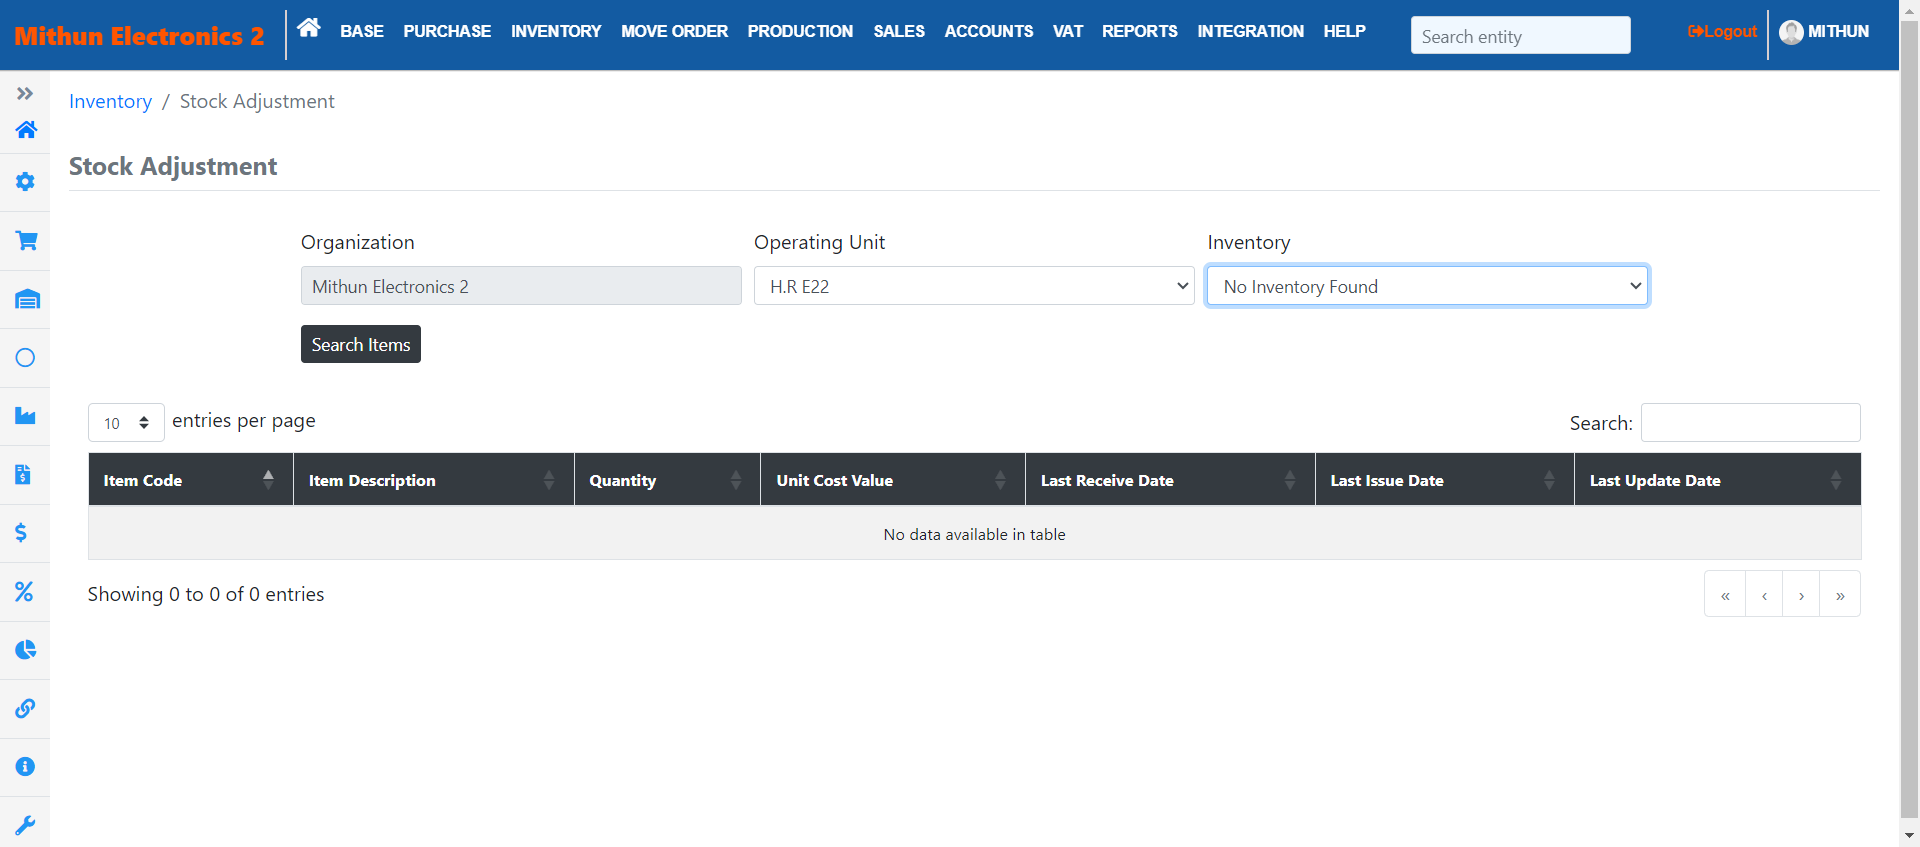 Mithun Electronics 2
BASE PURCHASE INVENTORY MOVE ORDER PRODUCTION SALES ACCOUNTS VAT REPORTS INTEGRATION HELP
Search entity
Logout
MITHUN
Inventory / Stock Adjustment
Stock Adjustment
Organization Operating Unit Inventory
Mithun Electronics 2 H.R E22 No Inventory Found
Search Items
10 entries per page Search:
Item Code Item Description Quantity Unit Cost Value Last Receive Date Last Issue Date Last Update Date
No data available in table
Showing 0 to 0 of 0 entries « ‹ › »